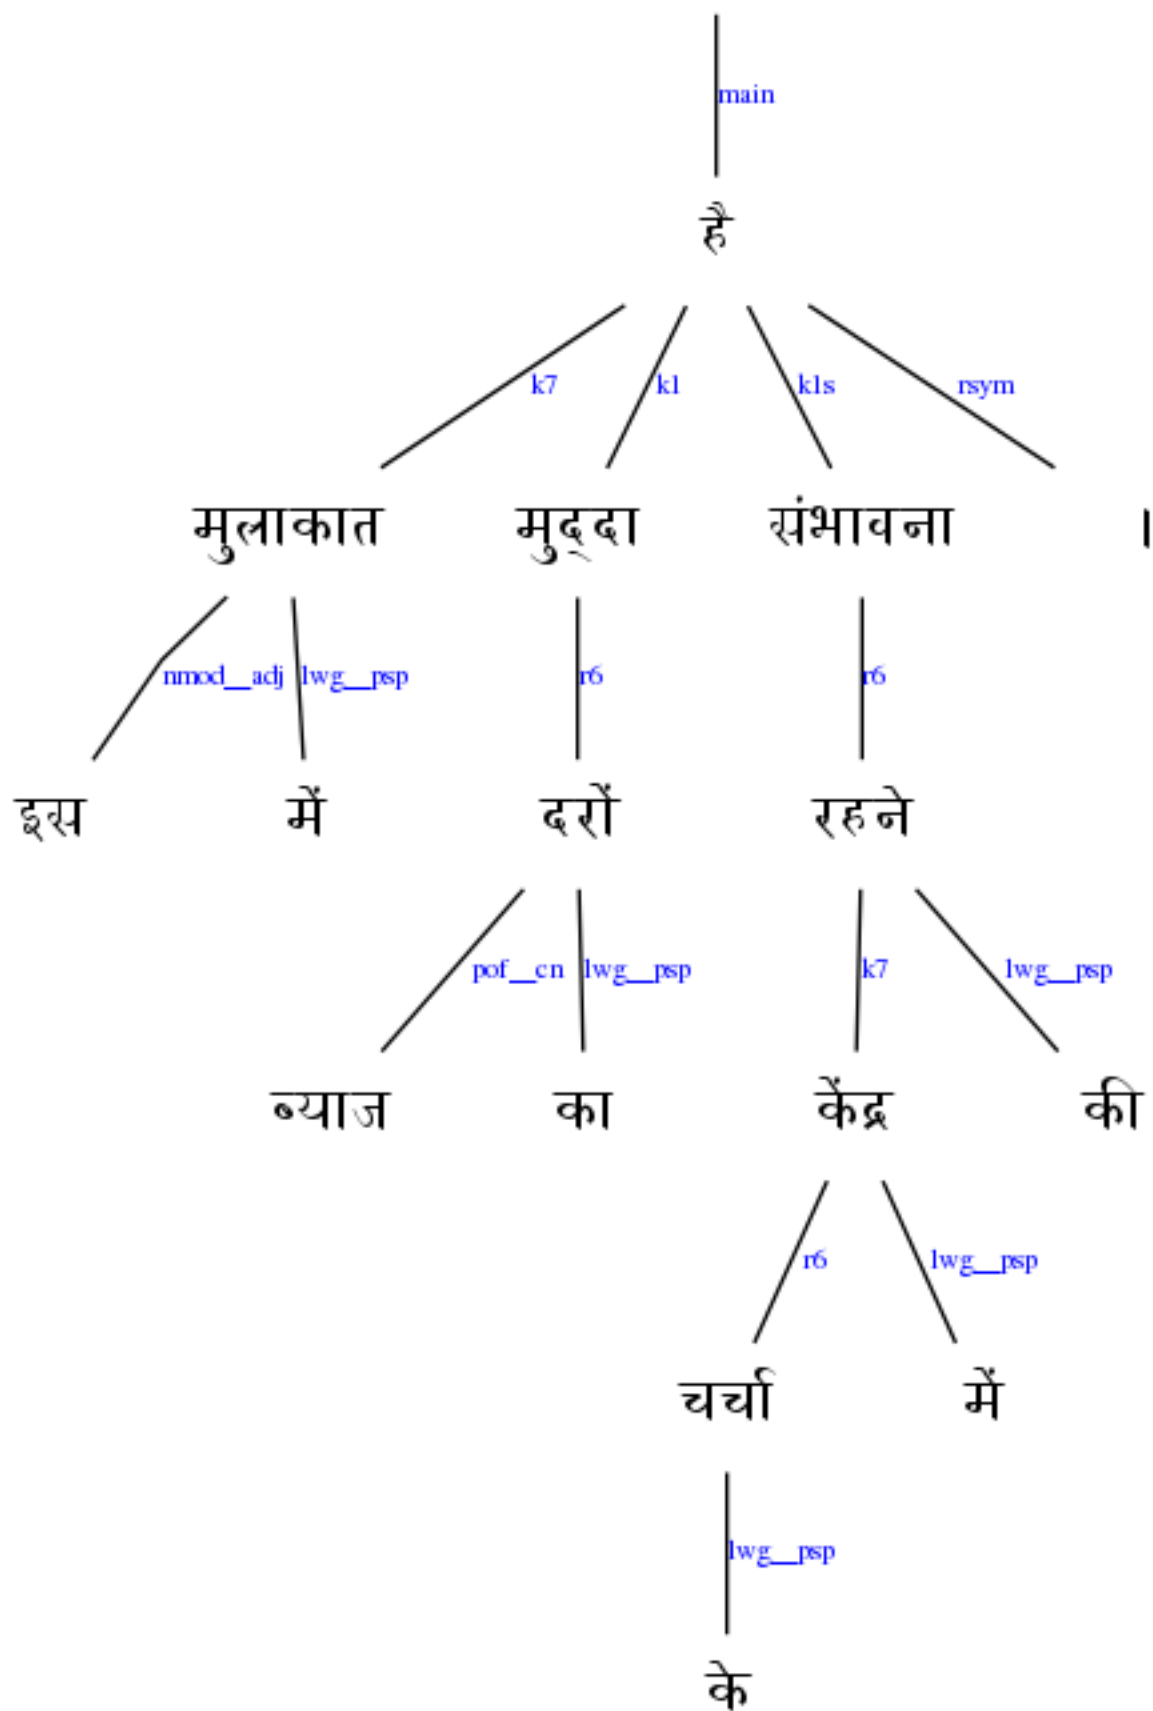 main
है
k7 k1 k1s rsym
मुलाकात मुद्दा संभावना ।
nmod__adj lwg__psp r6 r6
इस में दरों रहने
pof__cn lwg__psp k7 lwg__psp
ब्याज का केंद्र की
r6 lwg__psp
चर्चा में
lwg__psp
के